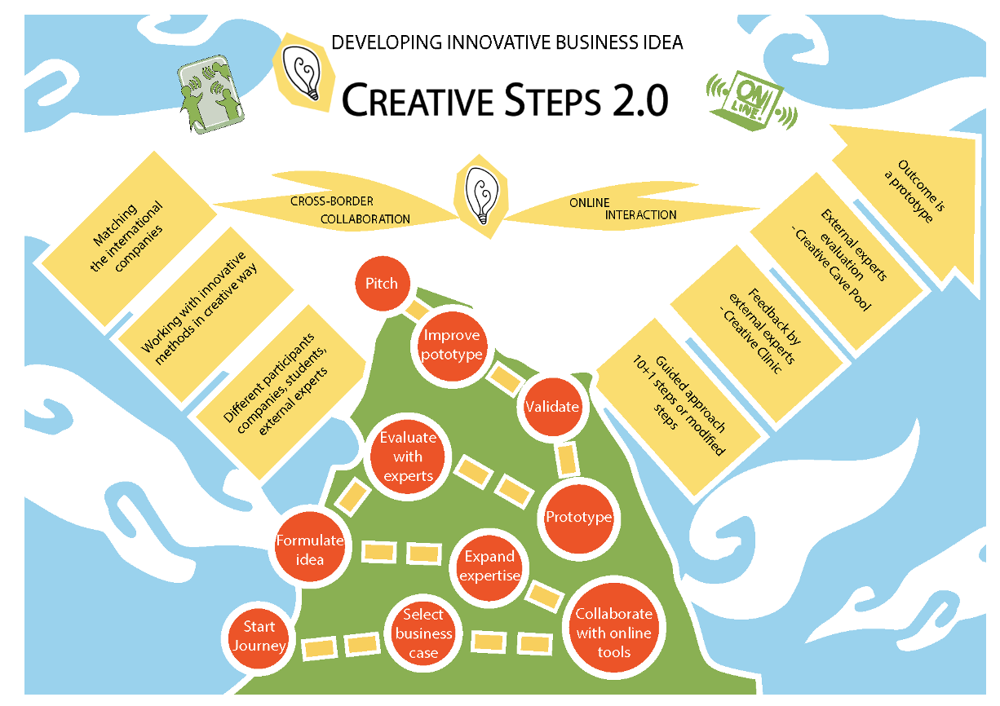 DEVELOPING INNOVATIVE BUSINESS IDEA
CREATIVE STEPS 2.0
ON
LINE!
CROSS-BORDER
COLLABORATION
ONLINE
INTERACTION
Matching
the international
companies
Working with innovative
methods in creative way
Different participants
companies, students,
external experts
Outcome is
a prototype
External experts
evaluation
- Creative Cave Pool
Feedback by
external experts
- Creative Clinic
Guided approach
10+1 steps or modified
steps
Pitch
Improve
pototype
Validate
Evaluate
with
experts
Prototype
Formulate
idea
Expand
expertise
Start
Journey
Select
business
case
Collaborate
with online
tools